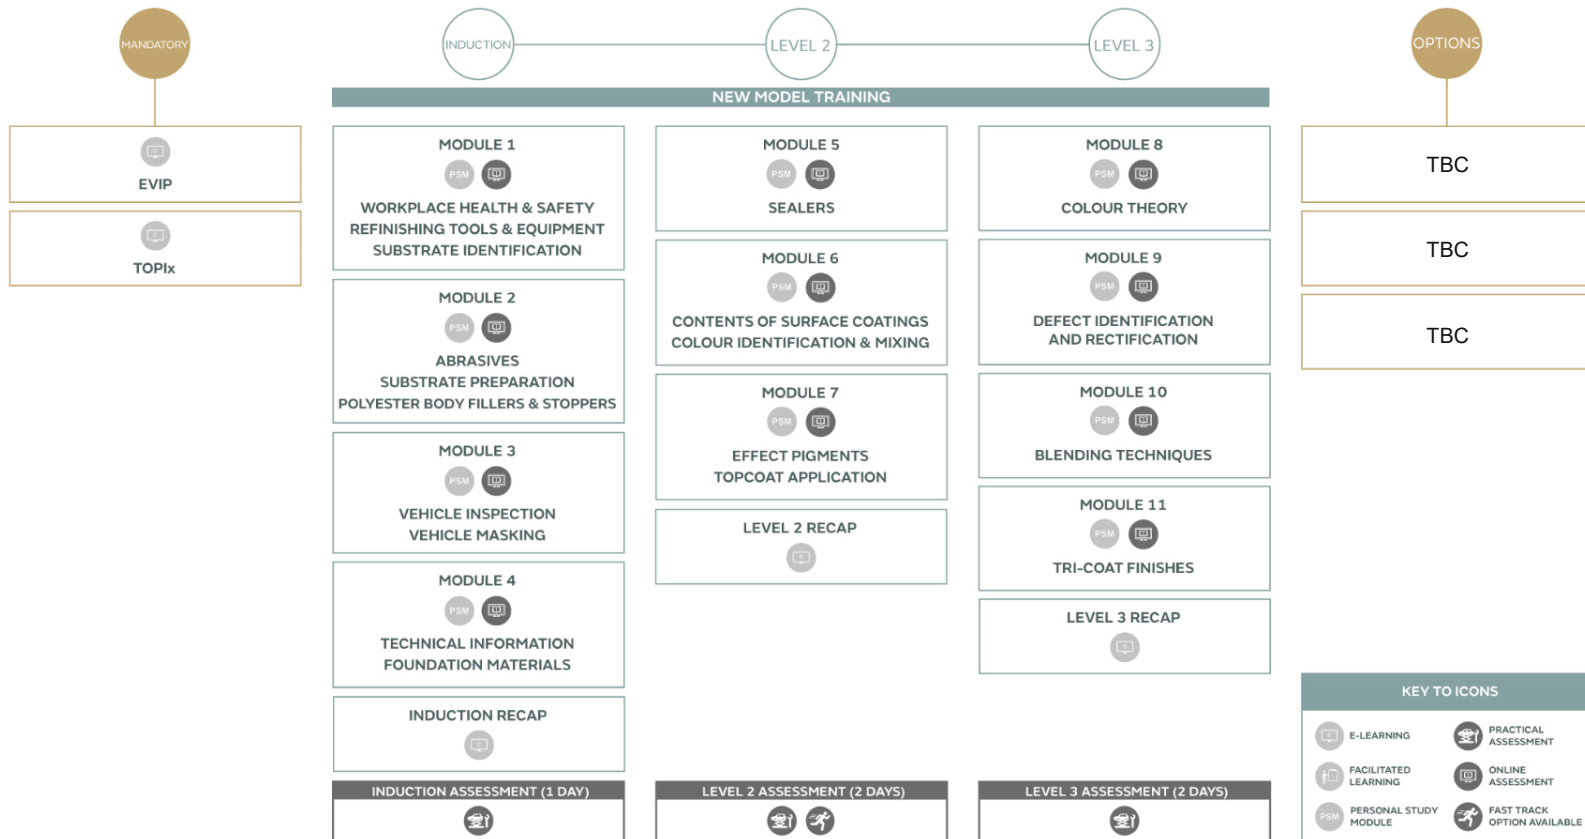 MANDATORY
EVIP
TOPIx
INDUCTION
LEVEL 2
LEVEL 3
NEW MODEL TRAINING
MODULE 1
PSM
WORKPLACE HEALTH & SAFETY
REFINISHING TOOLS & EQUIPMENT
SUBSTRATE IDENTIFICATION
MODULE 2
PSM
ABRASIVES
SUBSTRATE PREPARATION
POLYESTER BODY FILLERS & STOPPERS
MODULE 3
PSM
VEHICLE INSPECTION
VEHICLE MASKING
MODULE 4
PSM
TECHNICAL INFORMATION
FOUNDATION MATERIALS
INDUCTION RECAP
INDUCTION ASSESSMENT (1 DAY)
MODULE 5
PSM
SEALERS
MODULE 6
PSM
CONTENTS OF SURFACE COATINGS
COLOUR IDENTIFICATION & MIXING
MODULE 7
PSM
EFFECT PIGMENTS
TOPCOAT APPLICATION
LEVEL 2 RECAP
LEVEL 2 ASSESSMENT (2 DAYS)
MODULE 8
PSM
COLOUR THEORY
MODULE 9
PSM
DEFECT IDENTIFICATION
AND RECTIFICATION
MODULE 10
PSM
BLENDING TECHNIQUES
MODULE 11
PSM
TRI-COAT FINISHES
LEVEL 3 RECAP
LEVEL 3 ASSESSMENT (2 DAYS)
OPTIONS
TBC
TBC
TBC
KEY TO ICONS
E-LEARNING
PRACTICAL
ASSESSMENT
FACILITATED
LEARNING
ONLINE
ASSESSMENT
PSM
PERSONAL STUDY
MODULE
FAST TRACK
OPTION AVAILABLE